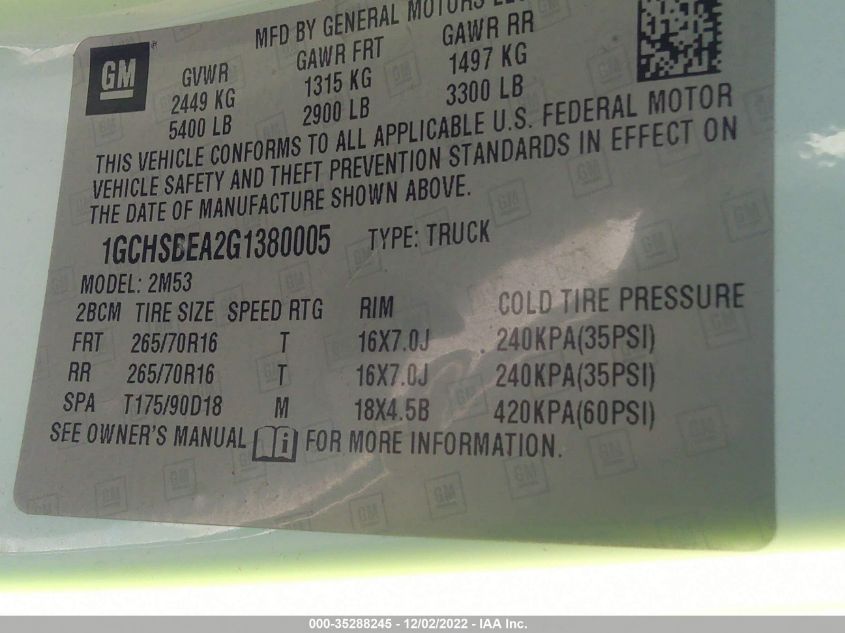 GM
MFD BY GENERAL MOTORS LLC
GVWR GAWR FRT GAWR RR
2449 KG 1315 KG 1497 KG
5400 LB 2900 LB 3300 LB
THIS VEHICLE CONFORMS TO ALL APPLICABLE U.S. FEDERAL MOTOR
VEHICLE SAFETY AND THEFT PREVENTION STANDARDS IN EFFECT ON
THE DATE OF MANUFACTURE SHOWN ABOVE.
1GCHSBEA2G1380005 TYPE: TRUCK
MODEL: 2M53
2BCM TIRE SIZE SPEED RTG RIM COLD TIRE PRESSURE
FRT 265/70R16 T 16X7.0J 240KPA(35PSI)
RR 265/70R16 T 16X7.0J 240KPA(35PSI)
SPA T175/90D18 M 18X4.5B 420KPA(60PSI)
SEE OWNER'S MANUAL i FOR MORE INFORMATION.
000-35288245 - 12/02/2022 - IAA Inc.